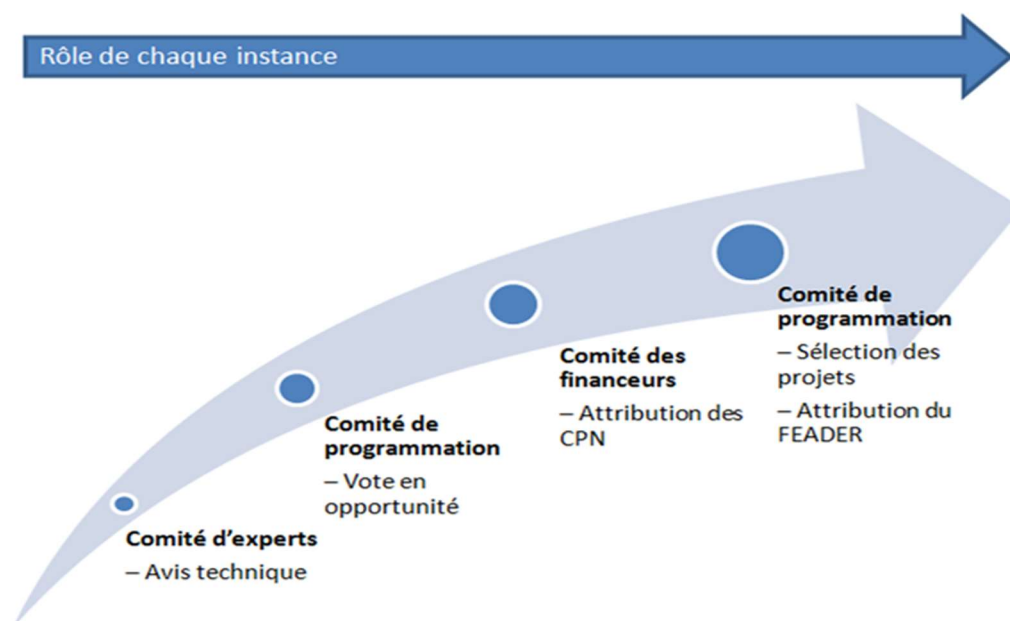 Rôle de chaque instance
Comité d’experts
– Avis technique
Comité de
programmation
– Vote en
opportunité
Comité des
financeurs
– Attribution des
CPN
Comité de
programmation
– Sélection des
projets
– Attribution du
FEADER